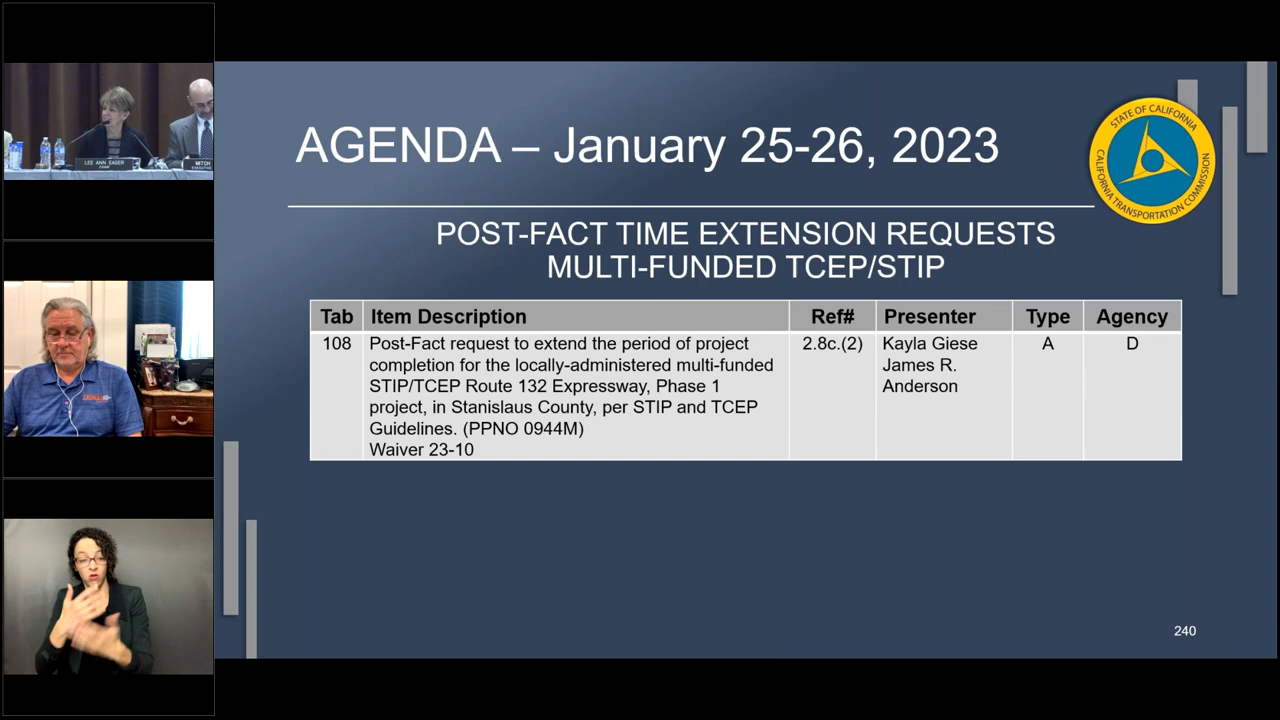 LEE ANN EAGER
CHAIR
MITCH
EXECUTIVE
AGENDA – January 25-26, 2023
STATE OF CALIFORNIA
CALIFORNIA TRANSPORTATION COMMISSION
POST-FACT TIME EXTENSION REQUESTS
MULTI-FUNDED TCEP/STIP
Tab Item Description Ref# Presenter Type Agency
108 Post-Fact request to extend the period of project 2.8c.(2) Kayla Giese A D
completion for the locally-administered multi-funded James R.
STIP/TCEP Route 132 Expressway, Phase 1 Anderson
project, in Stanislaus County, per STIP and TCEP
Guidelines. (PPNO 0944M)
Waiver 23-10
240